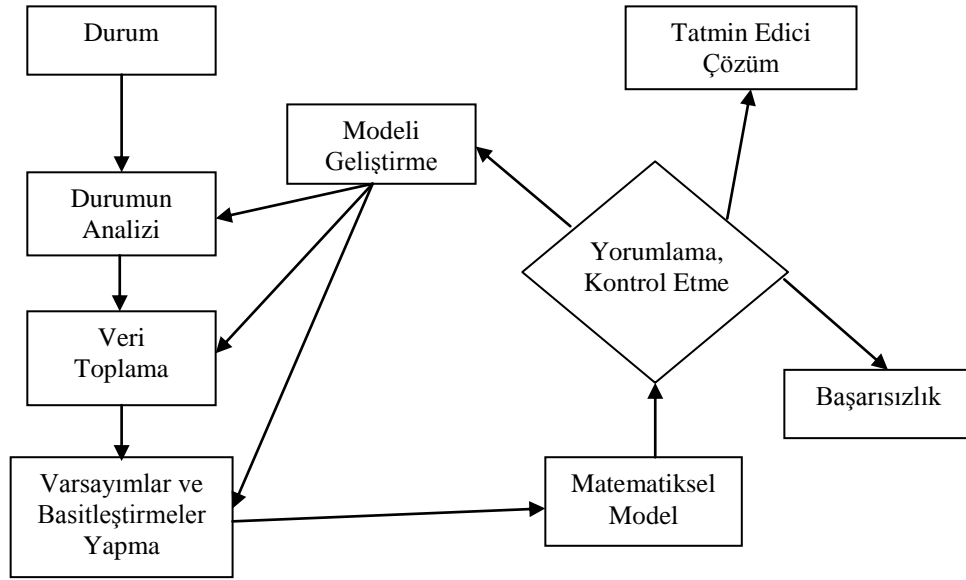 Durum
Tatmin Edici
Çözüm
Modeli
Geliştirme
Durumun
Analizi
Yorumlama,
Kontrol Etme
Veri
Toplama
Başarısızlık
Varsayımlar ve
Basitleştirmeler
Yapma
Matematiksel
Model